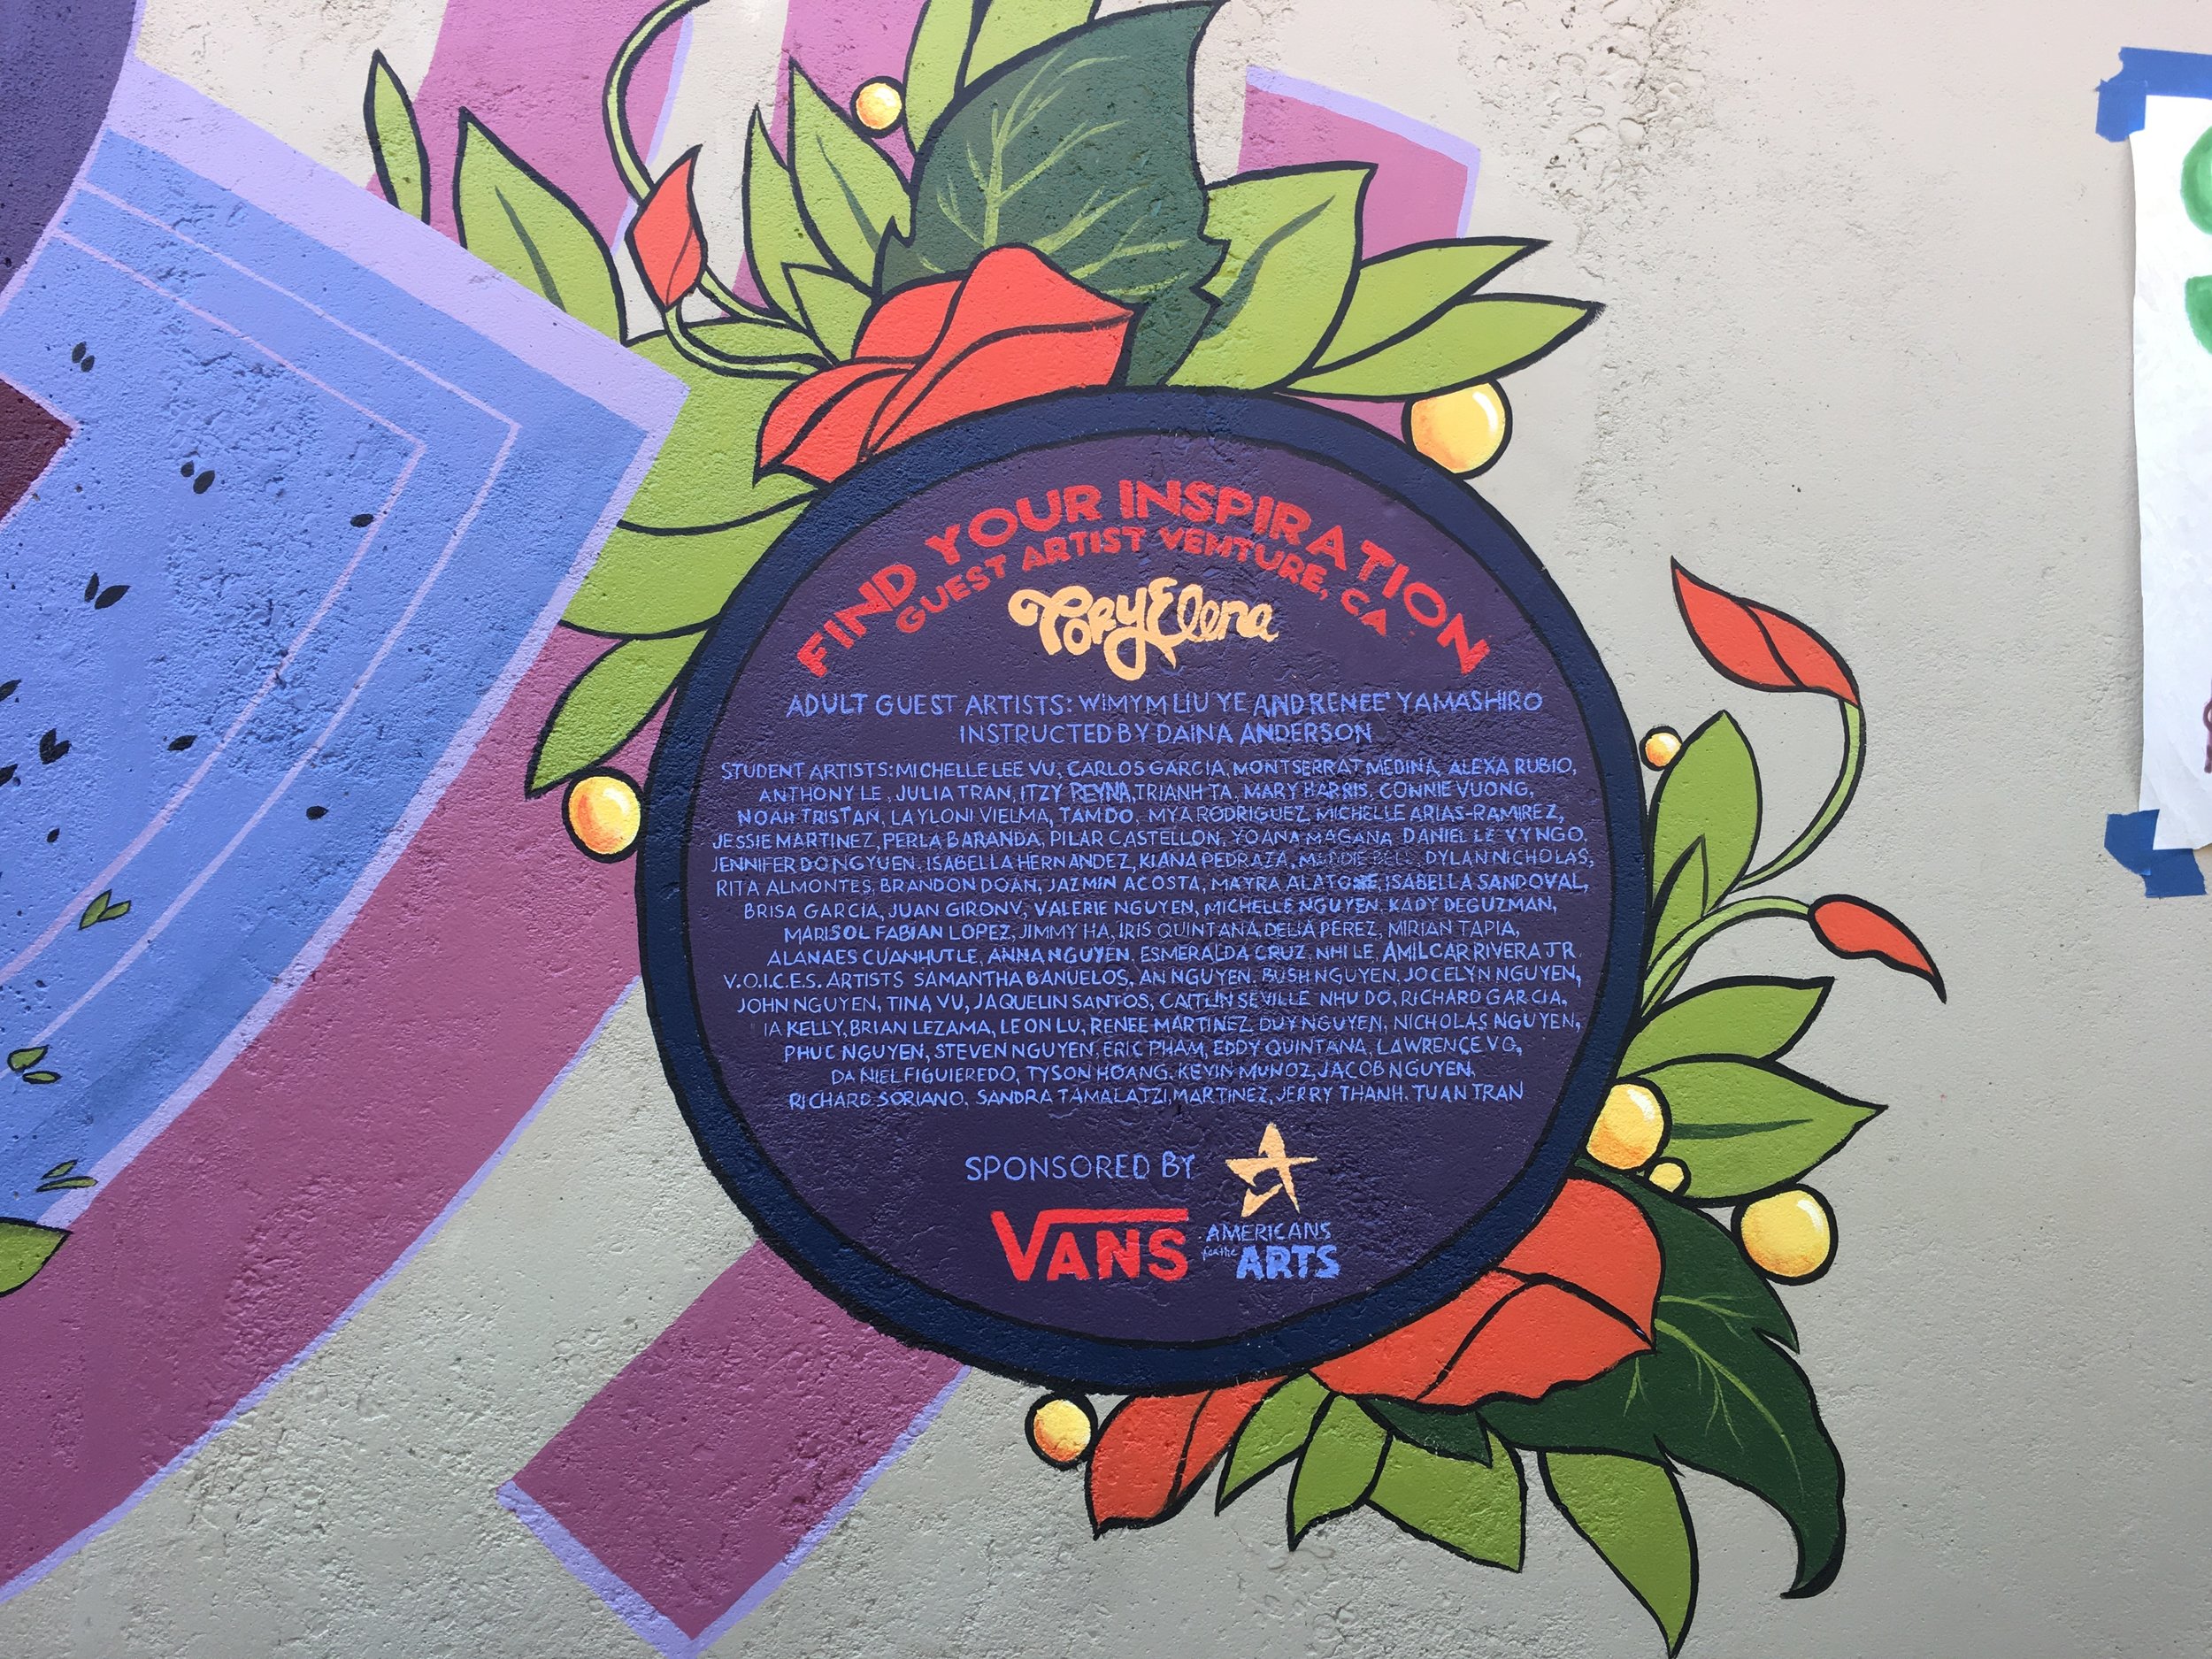 FIND YOUR INSPIRATION
GUEST ARTIST VEMTURE, CA
ToryElena
ADULT GUEST ARTISTS: WIMYM LIU YE AND RENEE' YAMASHIRO
INSTRUCTED BY DAINA ANDERSON
STUDENT ARTISTS: MICHELLE LEE VU, CARLOS GARCIA, MONTSERRAT MEDINA, ALEXA RUBIO,
ANTHONY LE, JULIA TRAN, ITZY REYNA, TRIANH TA, MARY BARRIS, CONNIE VUONG,
NOAH TRISTAN, LAYLONI VIELMA, TAM DO, MYA RODRIGUEZ, MICHELLE ARIAS-RAMIREZ,
JESSIE MARTINEZ, PERLA BARANDA, PILAR CASTELLON, YOANA MAGANA, DANIEL LE VY NGO,
JENNIFER DO NGYUEN, ISABELLA HERNANDEZ, KIANA PEDRAZA, DYLAN NICHOLAS,
RITA ALMONTES, BRANDON DOAN, JAZMIN ACOSTA, MAYRA ISABELLA SANDOVAL,
BRISA GARCIA, JUAN GIRONV, VALERIE NGUYEN, MICHELLE NGUYEN, KADY DEGUZMAN,
MARISOL FABIAN LOPEZ, JIMMY HA, IRIS QUINTANA, DELIA PEREZ, MIRIAN TAPIA,
ALANAES CUANHUTLE, ANNA NGUYEN, ESMERALDA CRUZ, NHI LE, AMILCAR RIVERA JR.
V.O.I.C.E.S. ARTISTS SAMANTHA BANUELOS, AN NGUYEN, BUSH NGUYEN, JOCELYN NGUYEN,
JOHN NGUYEN, TINA VU, JAQUELIN SANTOS, CAITLIN SEVILLE NHU DO, RICHARD GARCIA,
IA KELLY, BRIAN LEZAMA, LEON LU, RENEE MARTINEZ, DUY NGUYEN, NICHOLAS NGUYEN,
PHUC NGUYEN, STEVEN NGUYEN, ERIC PHAM, EDDY QUINTANA, LAWRENCE VO,
DANIEL FIGUIEREDO, TYSON HOANG, KEVIN MUNOZ, JACOB NGUYEN,
RICHARD SORIANO, SANDRA TAMALATZI, MARTINEZ, JERRY THANH, TUAN TRAN
SPONSORED BY
VANS
AMERICANS
for the ARTS